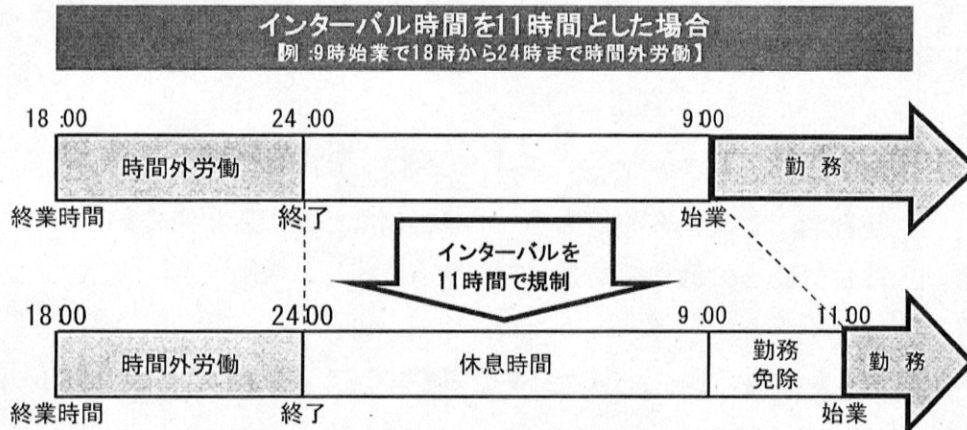 インターバル時間を11時間とした場合
【例:9時始業で18時から24時まで時間外労働】
18:00 24:00 9:00
時間外労働 勤務
終業時間 終了 始業
インターバルを
11時間で規制
18:00 24:00 9:00 11:00
時間外労働 休息時間 勤務 勤務
免除
終業時間 終了 始業